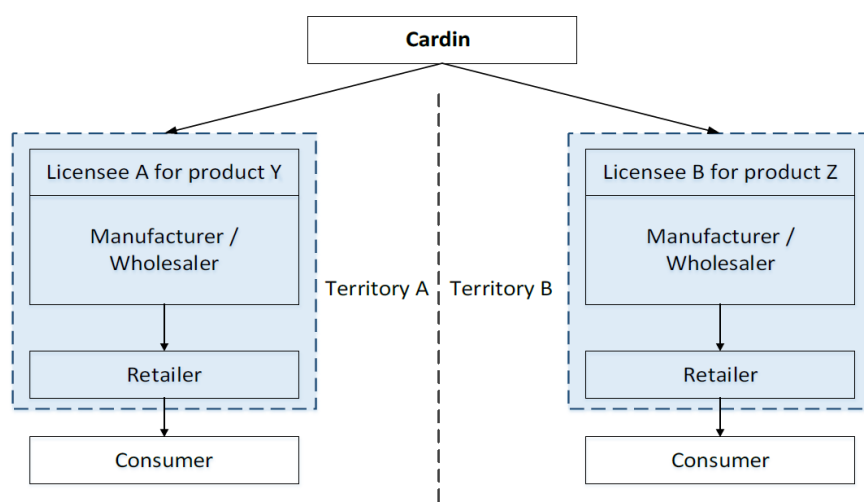 Cardin
Licensee A for product Y
Manufacturer /
Wholesaler
Retailer
Consumer
Territory A
Territory B
Licensee B for product Z
Manufacturer /
Wholesaler
Retailer
Consumer